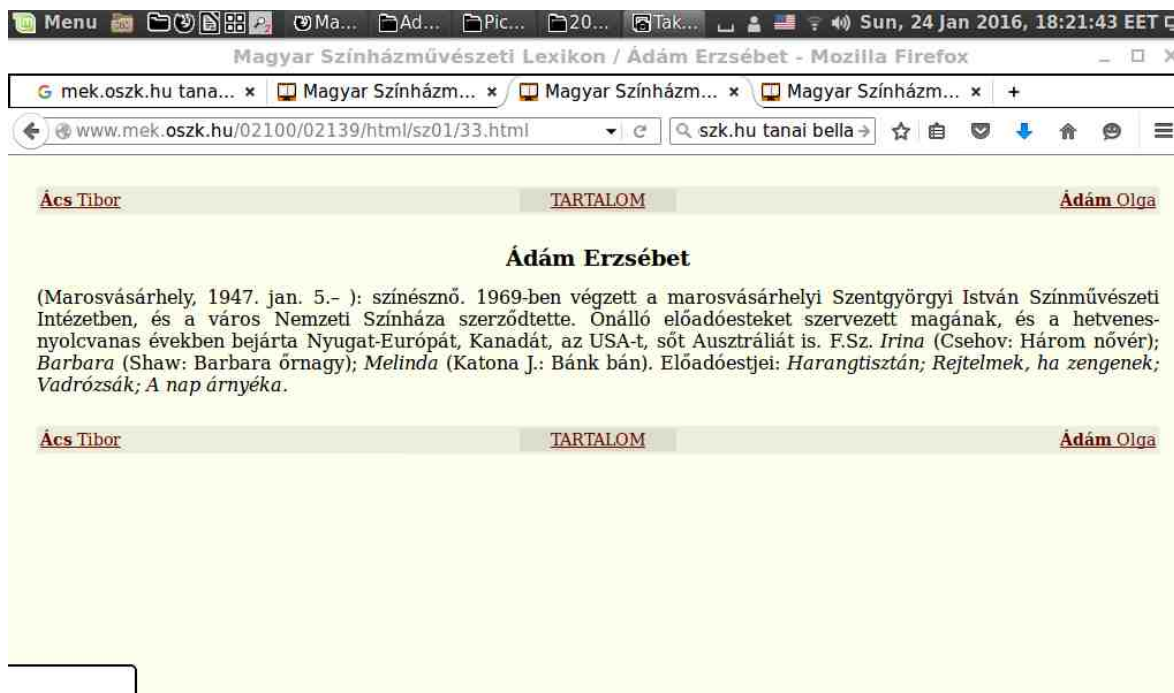 Menu Ma... Ad... Pic... 20... Tak... Sun, 24 Jan 2016, 18:21:43 EET
Magyar Színházművészeti Lexikon / Ádám Erzsébet - Mozilla Firefox
mek.oszk.hu tana... × Magyar Színházm... × Magyar Színházm... × Magyar Színházm... × +
www.mek.oszk.hu/02100/02139/html/sz01/33.html szk.hu tanai bella
Ács Tibor TARTALOM Ádám Olga
Ádám Erzsébet
(Marosvásárhely, 1947. jan. 5.– ): színésznő. 1969-ben végzett a marosvásárhelyi Szentgyörgyi István Színművészeti
Intézetben, és a város Nemzeti Színháza szerződtette. Önálló előadóesteket szervezett magának, és a hetvenes-
nyolcvanas években bejárta Nyugat-Európát, Kanadát, az USA-t, sőt Ausztráliát is. F.Sz. Irina (Csehov: Három nővér);
Barbara (Shaw: Barbara őrnagy); Melinda (Katona J.: Bánk bán). Előadóestjei: Harangtisztán; Rejtelmek, ha zengenek;
Vadrózsák; A nap árnyéka.
Ács Tibor TARTALOM Ádám Olga